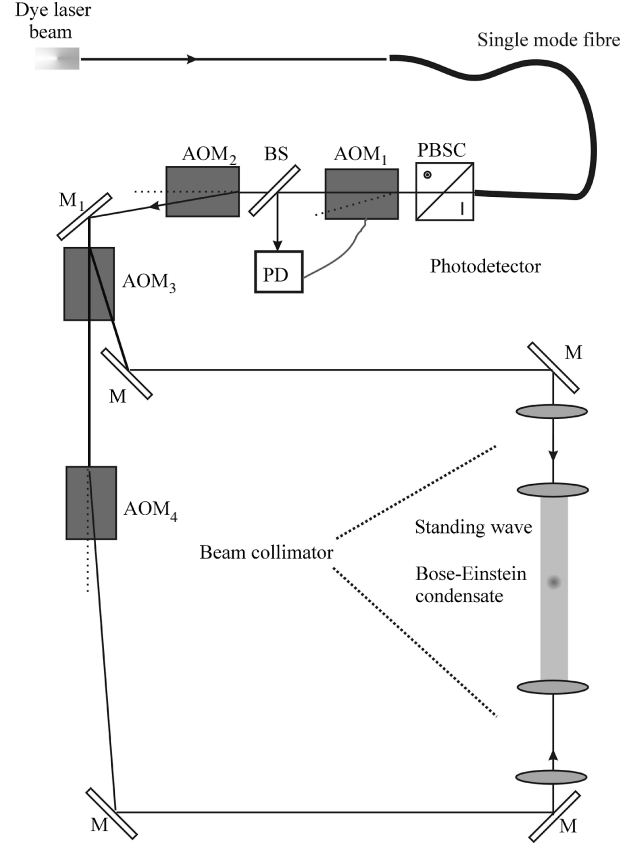 Dye laser
beam
Single mode fibre
AOM₂
BS
AOM₁
PBSC
M₁
PD
Photodetector
AOM₃
M
M
AOM₄
Standing wave
Beam collimator
Bose-Einstein
condensate
M
M